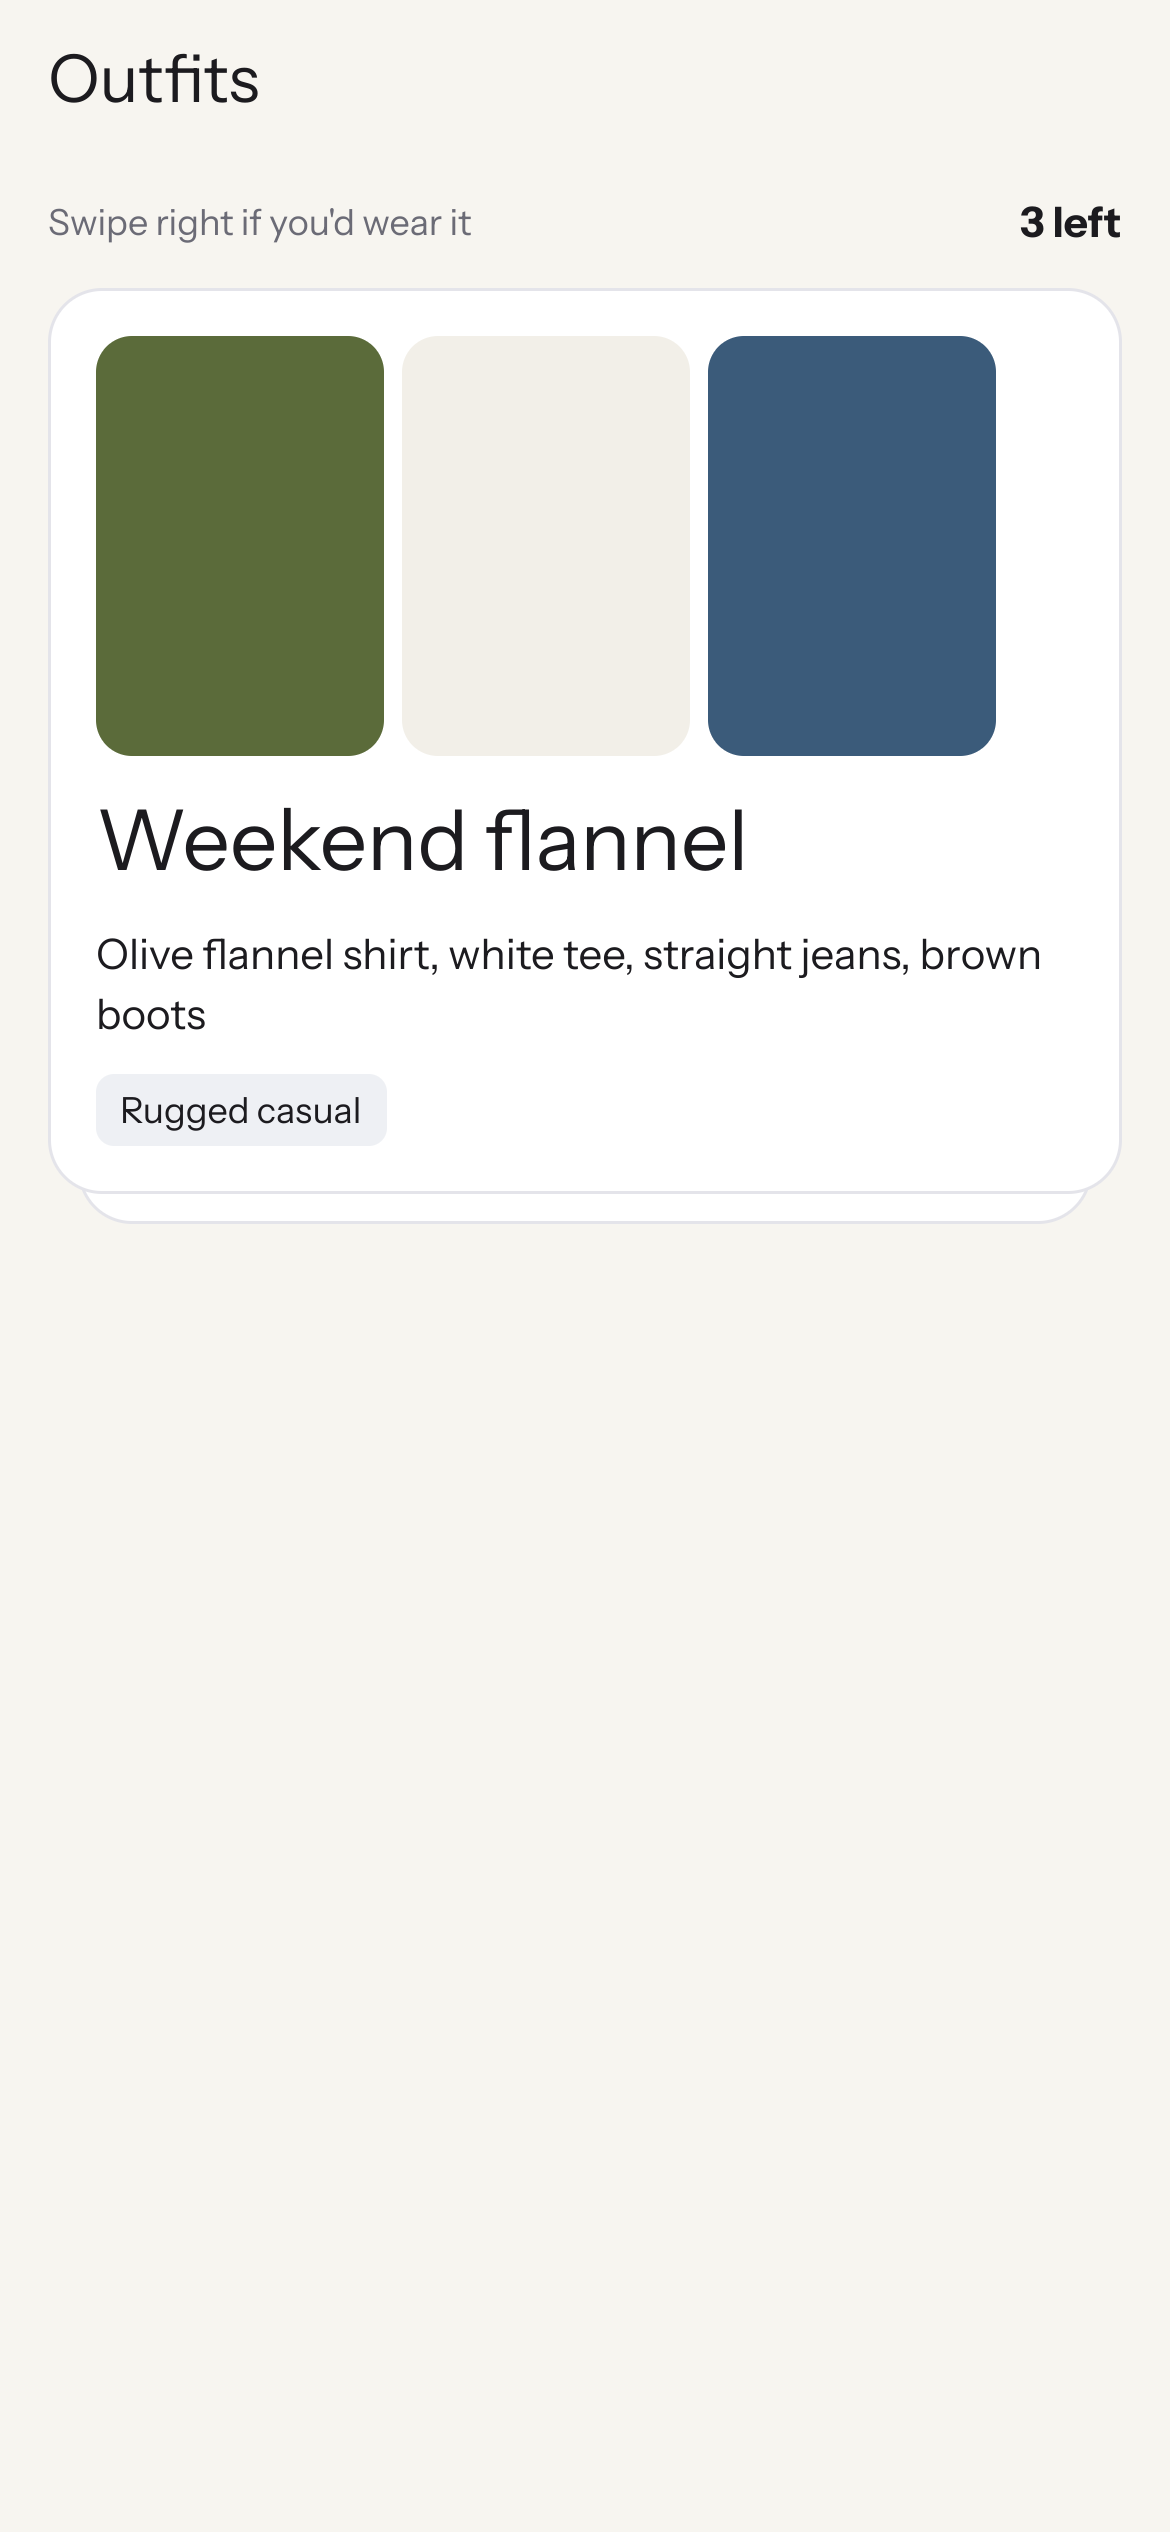 Outfits
Swipe right if you'd wear it
3 left
Weekend flannel
Olive flannel shirt, white tee, straight jeans, brown
boots
Rugged casual